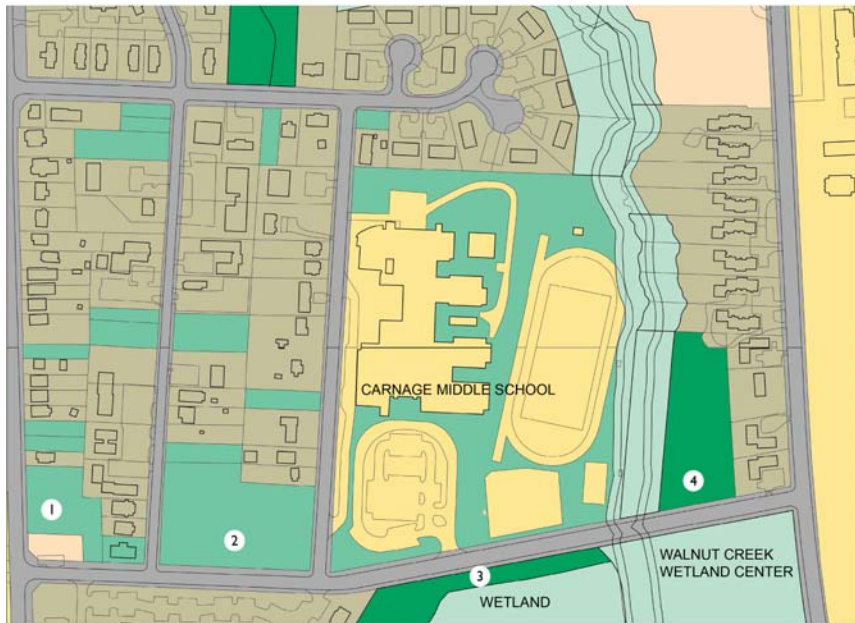 CARNAGE MIDDLE SCHOOL
4
1
2
WALNUT CREEK
WETLAND CENTER
3
WETLAND